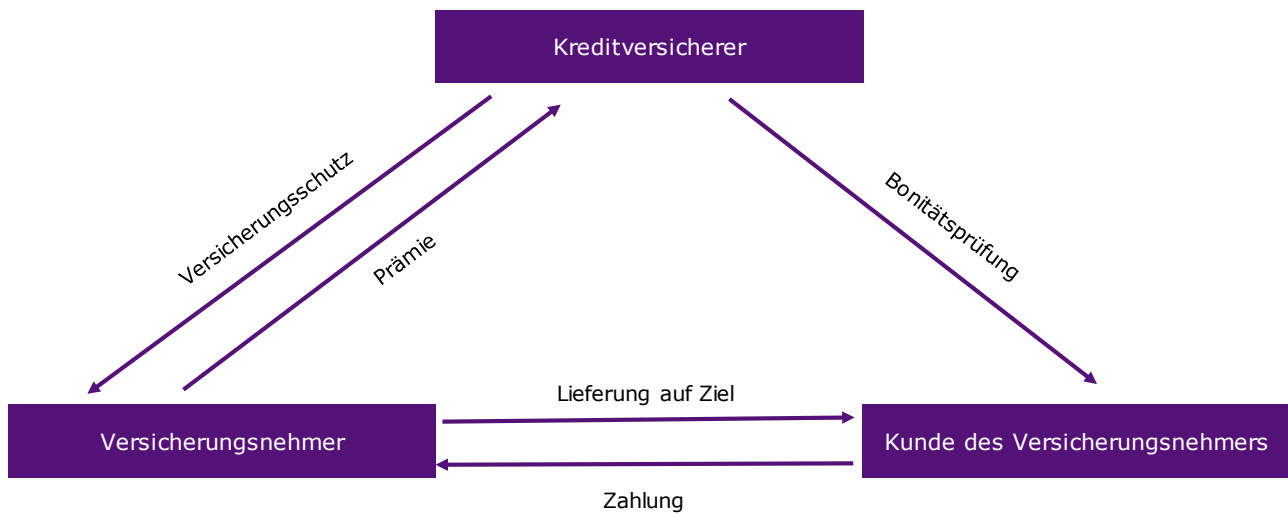 Kreditversicherer
Versicherungsschutz
Prämie
Bonitätsprüfung
Lieferung auf Ziel
Versicherungsnehmer
Kunde des Versicherungsnehmers
Zahlung